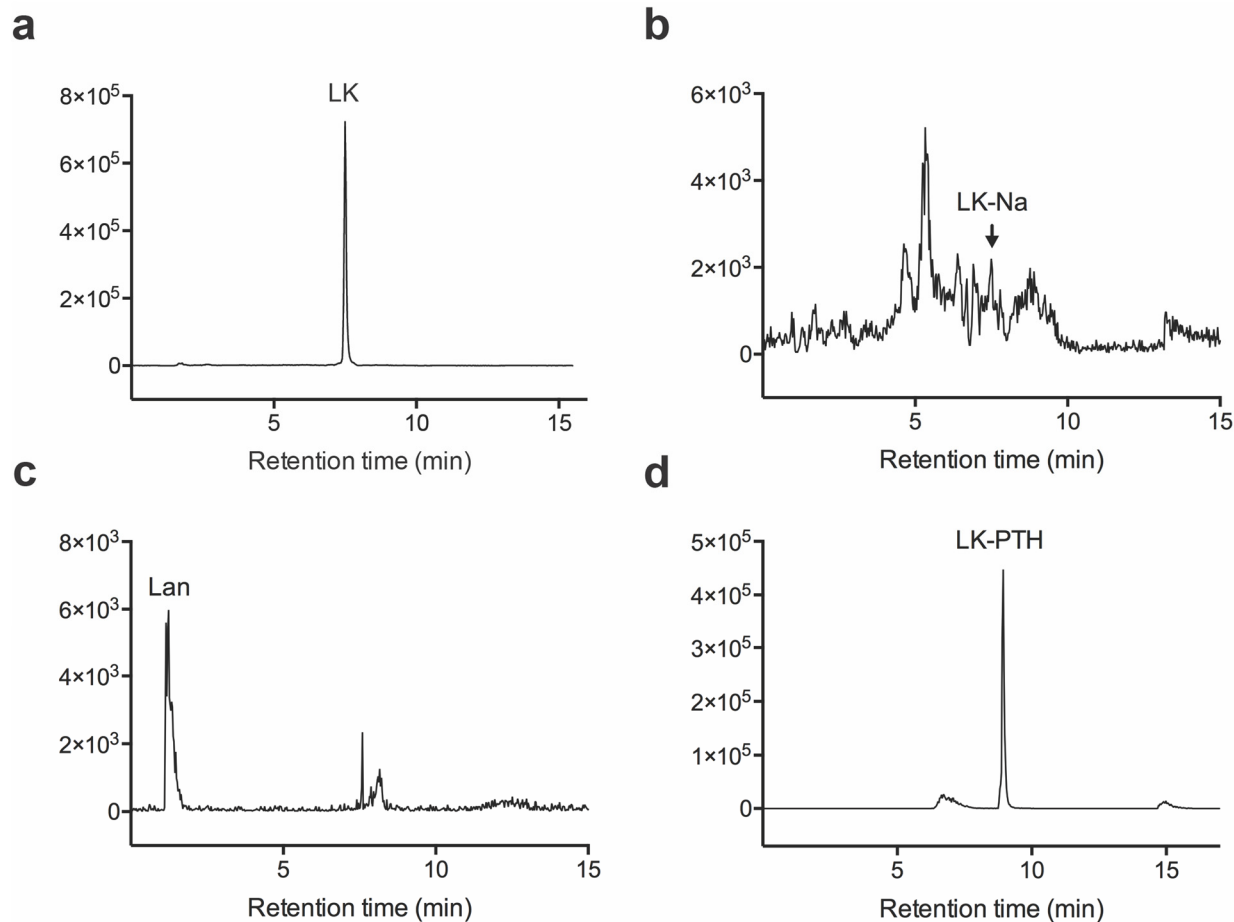 a
LK
8×10⁵
6×10⁵
4×10⁵
2×10⁵
0
5
10
15
Retention time (min)
b
6×10³
4×10³
2×10³
0
LK-Na
5
10
15
Retention time (min)
c
8×10³
6×10³
4×10³
2×10³
0
Lan
5
10
15
Retention time (min)
d
LK-PTH
5×10⁵
4×10⁵
3×10⁵
2×10⁵
1×10⁵
0
5
10
15
Retention time (min)